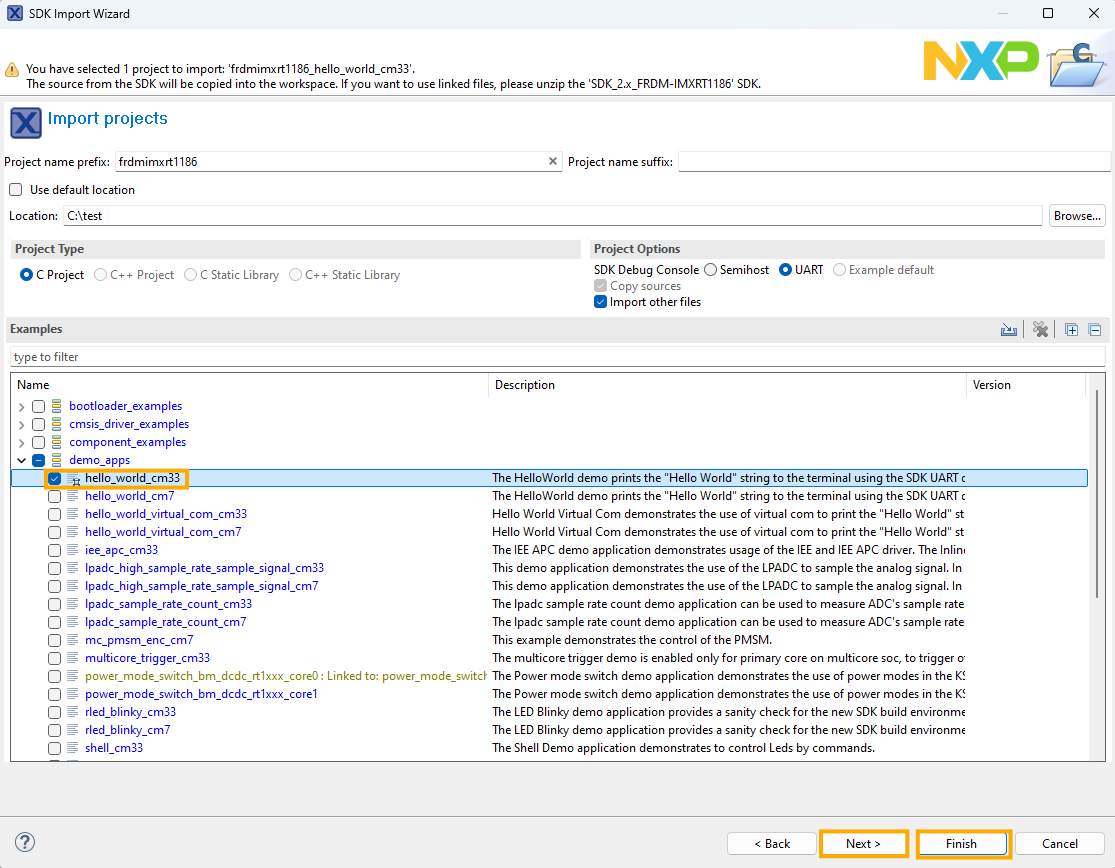 SDK Import Wizard
You have selected 1 project to import: 'frdmimxrt1186_hello_world_cm33'.
The source from the SDK will be copied into the workspace. If you want to use linked files, please unzip the 'SDK_2.x_FRDM-IMXRT1186' SDK.
NXP
Import projects
Project name prefix: frdmimxrt1186 Project name suffix:
Use default location
Location: C:\test Browse...
Project Type Project Options
C Project C++ Project C Static Library C++ Static Library SDK Debug Console Semihost UART Example default
Copy sources
Import other files
Examples
type to filter
Name Description Version
bootloader_examples
cmsis_driver_examples
component_examples
demo_apps
hello_world_cm33 The HelloWorld demo prints the "Hello World" string to the terminal using the SDK UART d
hello_world_cm7 The HelloWorld demo prints the "Hello World" string to the terminal using the SDK UART d
hello_world_virtual_com_cm33 Hello World Virtual Com demonstrates the use of virtual com to print the "Hello World" st
hello_world_virtual_com_cm7 Hello World Virtual Com demonstrates the use of virtual com to print the "Hello World" st
iee_apc_cm33 The IEE APC demo application demonstrates usage of the IEE and IEE APC driver. The Inline
lpadc_high_sample_rate_sample_signal_cm33 This demo application demonstrates the use of the LPADC to sample the analog signal. In
lpadc_high_sample_rate_sample_signal_cm7 This demo application demonstrates the use of the LPADC to sample the analog signal. In
lpadc_sample_rate_count_cm33 The lpadc sample rate count demo application can be used to measure ADC's sample rate
lpadc_sample_rate_count_cm7 The lpadc sample rate count demo application can be used to measure ADC's sample rate
mc_pmsm_enc_cm7 This example demonstrates the control of the PMSM.
multicore_trigger_cm33 The multicore trigger demo is enabled only for primary core on multicore soc, to trigger o
power_mode_switch_bm_dcdc_rt1xxx_core0 : Linked to: power_mode_switch The Power mode switch demo application demonstrates the use of power modes in the KS
power_mode_switch_bm_dcdc_rt1xxx_core1 The Power mode switch demo application demonstrates the use of power modes in the KS
rled_blinky_cm33 The LED Blinky demo application provides a sanity check for the new SDK build environme
rled_blinky_cm7 The LED Blinky demo application provides a sanity check for the new SDK build environme
shell_cm33 The Shell Demo application demonstrates to control Leds by commands.
< Back Next > Finish Cancel